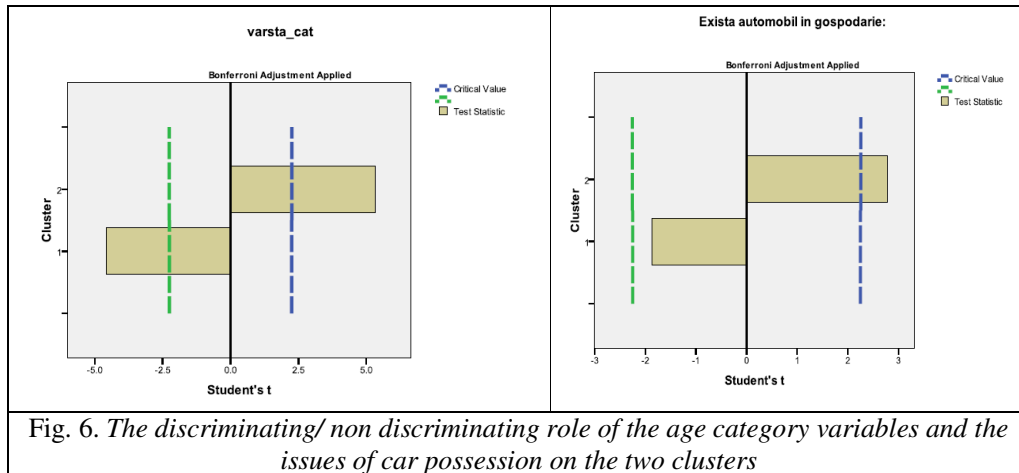 varsta_cat
Bonferroni Adjustment Applied
Critical Value
Test Statistic
Cluster
2
1
-5.0 -2.5 0.0 2.5 5.0
Student's t
Exista automobil in gospodarie:
Bonferroni Adjustment Applied
Critical Value
Test Statistic
Cluster
2
1
-3 -2 -1 0 1 2 3
Student's t
Fig. 6. The discriminating/ non discriminating role of the age category variables and the
issues of car possession on the two clusters